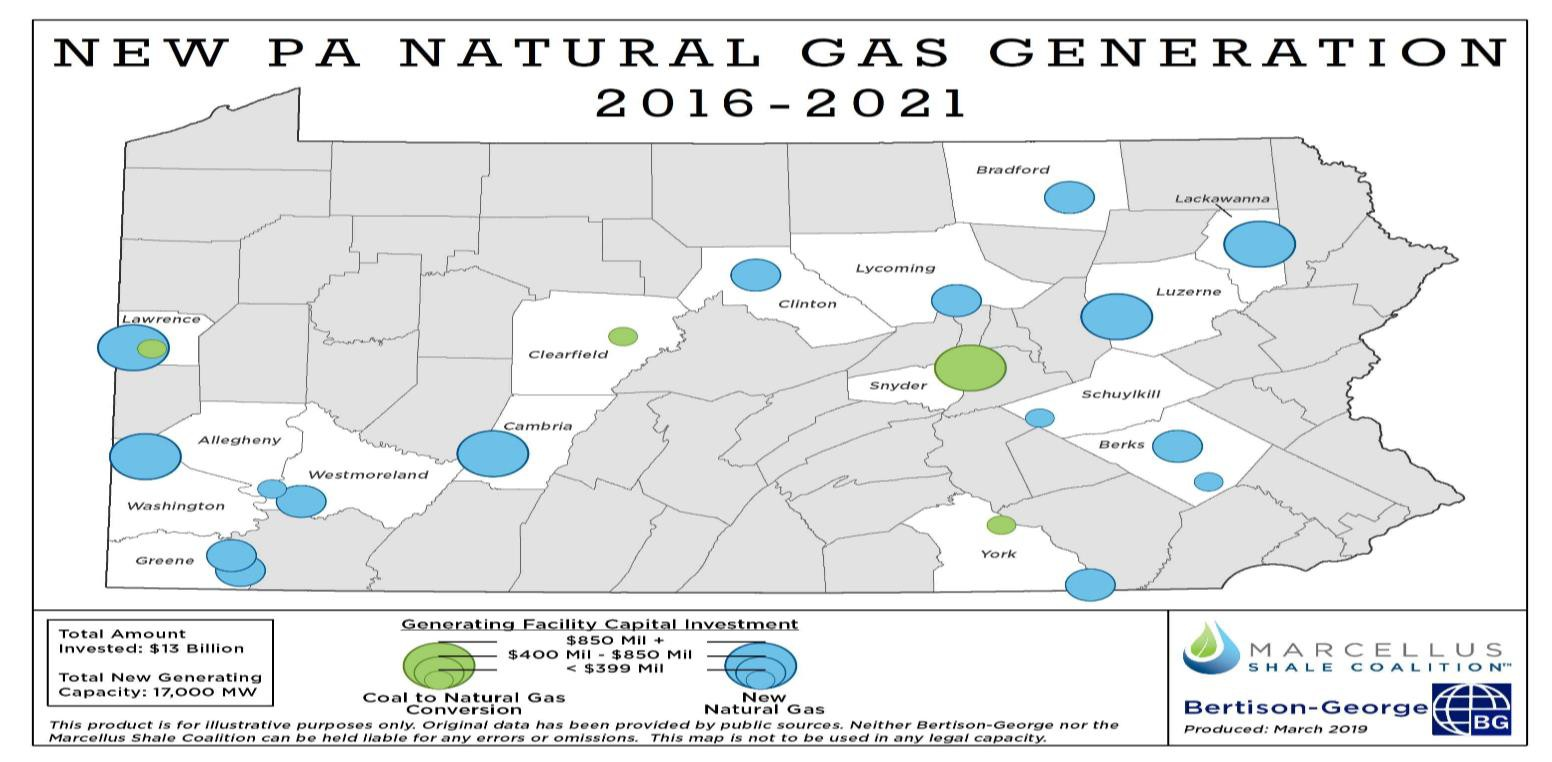 NEW PA NATURAL GAS GENERATION
2016-2021
Bradford
Lackawanna
Lycoming
Luzerne
Clinton
Lawrence
Clearfield
Snyder
Schuylkill
Cambria
Allegheny
Berks
Westmoreland
Washington
York
Greene
Total Amount
Invested: $13 Billion
Total New Generating
Capacity: 17,000 MW
Generating Facility Capital Investment
$850 Mil +
$400 Mil - $850 Mil
< $399 Mil
Coal to Natural Gas
Conversion
New
Natural Gas
This product is for illustrative purposes only. Original data has been provided by public sources. Neither Bertison-George nor the
Marcellus Shale Coalition can be held liable for any errors or omissions. This map is not to be used in any legal capacity.
MARCELLUS
SHALE COALITION™
Bertison-George
BG
Produced: March 2019